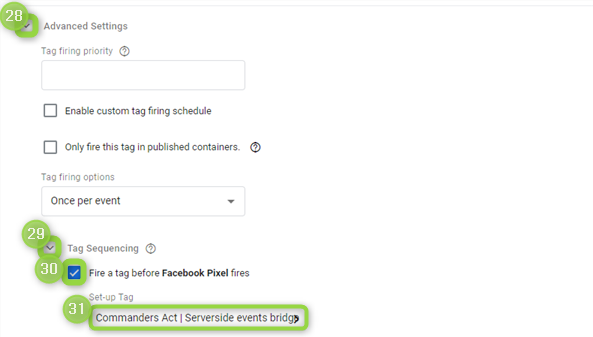 28 Advanced Settings
Tag firing priority ?
Enable custom tag firing schedule
Only fire this tag in published containers. ?
Tag firing options
Once per event
29 Tag Sequencing ?
30 Fire a tag before Facebook Pixel fires
Set-up Tag
31 Commanders Act | Serverside events bridge